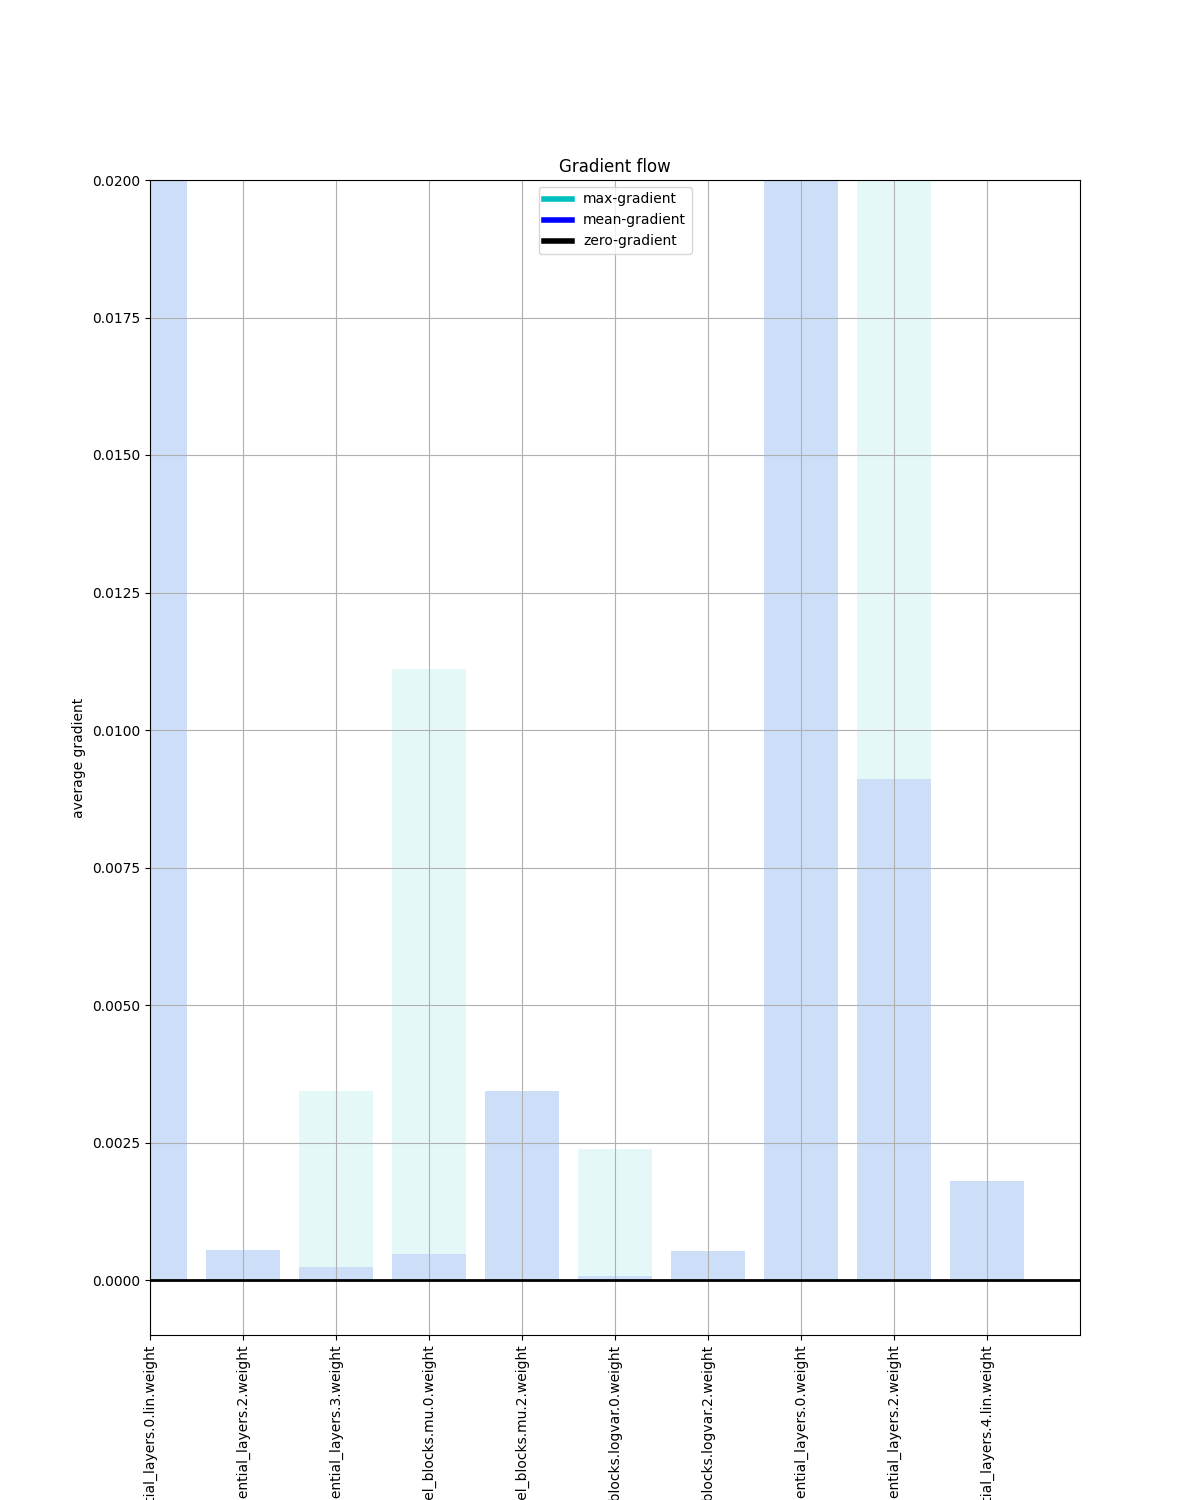 Gradient flow
max-gradient
mean-gradient
zero-gradient
0.0200
0.0175
0.0150
0.0125
0.0100
0.0075
0.0050
0.0025
0.0000
average gradient
tial_layers.0.lin.weight
ential_layers.2.weight
ential_layers.3.weight
el_blocks.mu.0.weight
el_blocks.mu.2.weight
blocks.logvar.0.weight
blocks.logvar.2.weight
ential_layers.0.weight
ential_layers.2.weight
tial_layers.4.lin.weight